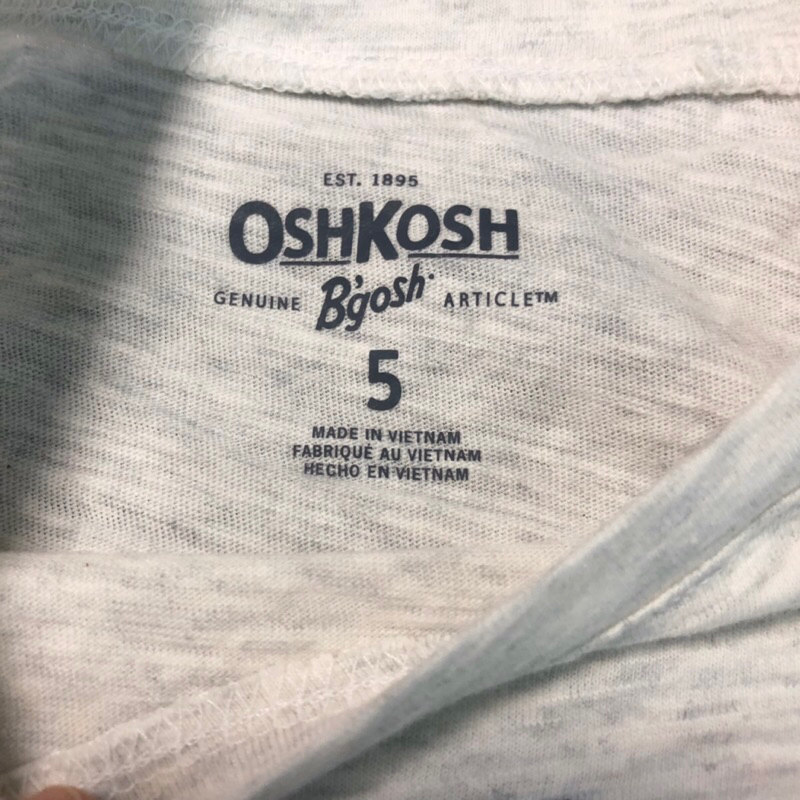 EST. 1895
OSHKOSH
GENUINE B'gosh ARTICLE™
5
MADE IN VIETNAM
FABRIQUÉ AU VIETNAM
HECHO EN VIETNAM